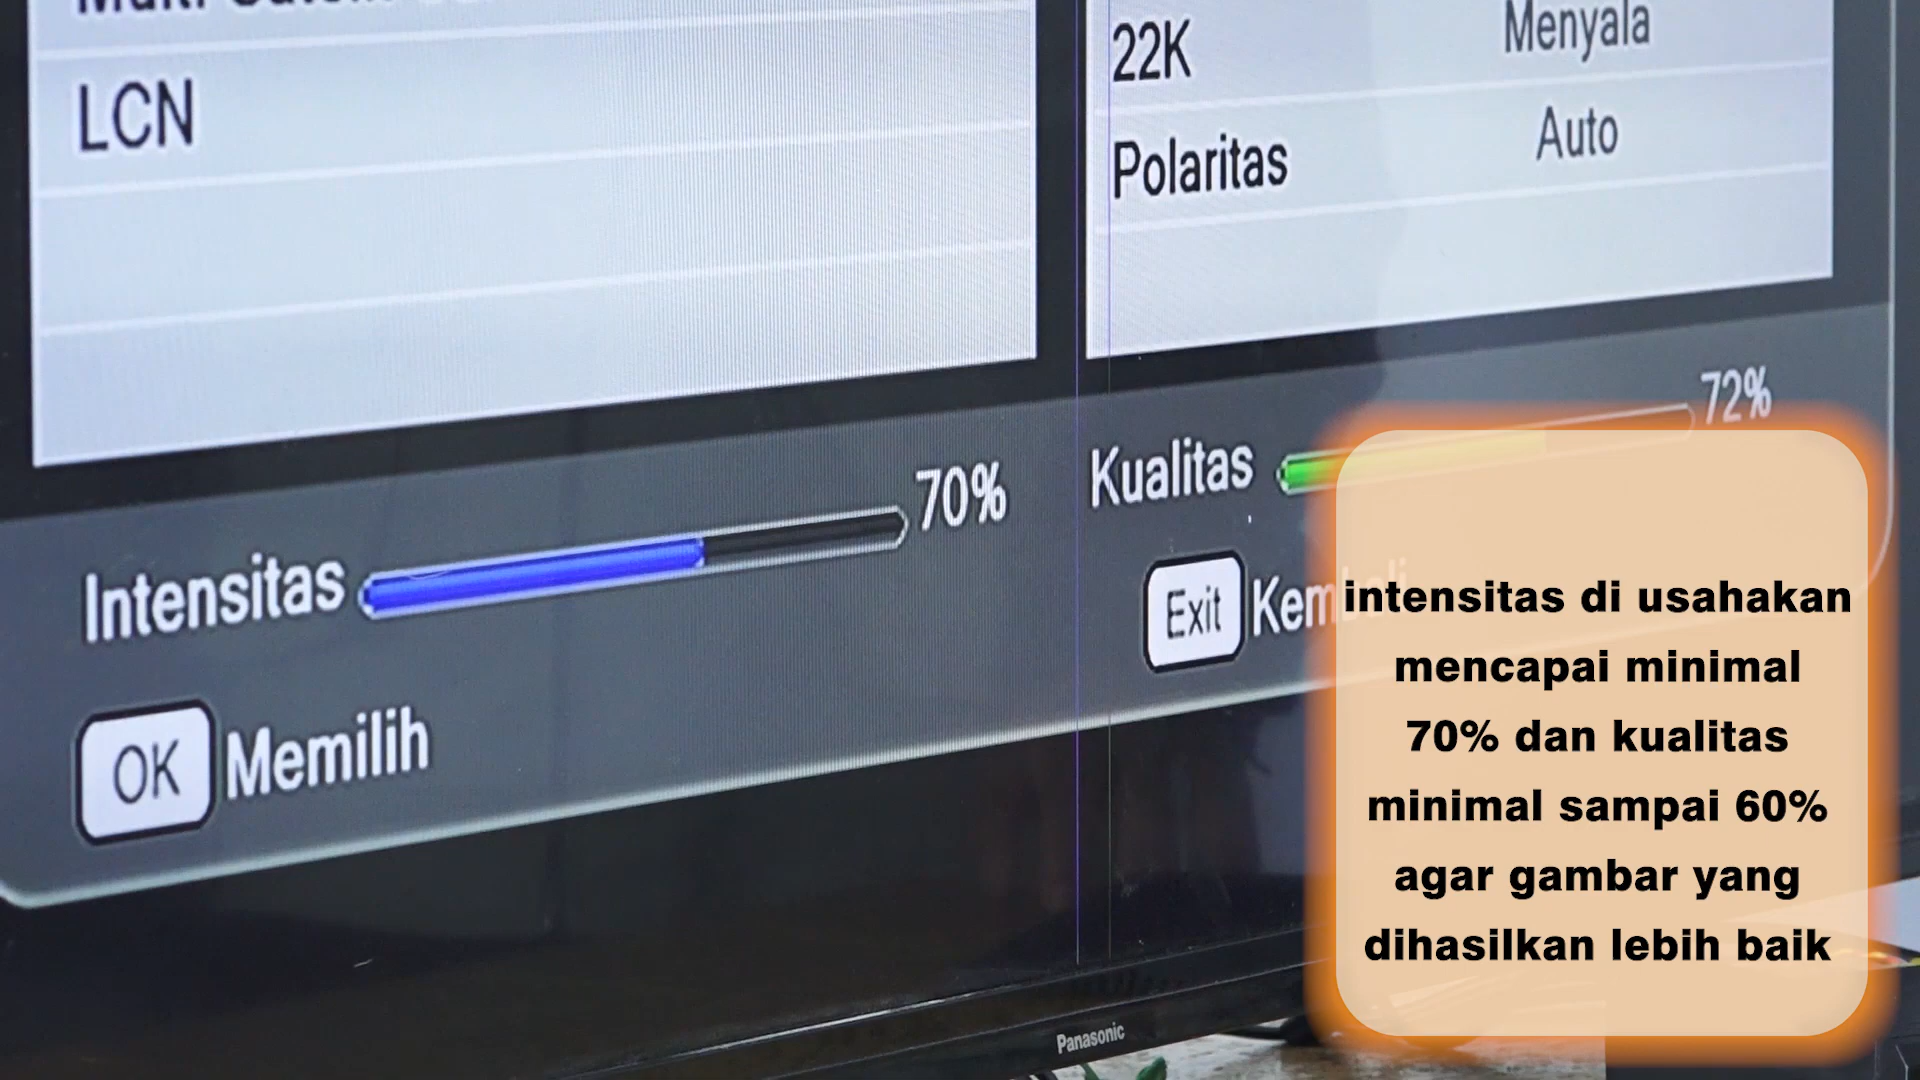 LCN
22K Menyala
Polaritas Auto
Intensitas 70%
Kualitas 72%
OK Memilih
Exit Kembali
intensitas di usahakan
mencapai minimal
70% dan kualitas
minimal sampai 60%
agar gambar yang
dihasilkan lebih baik
Panasonic